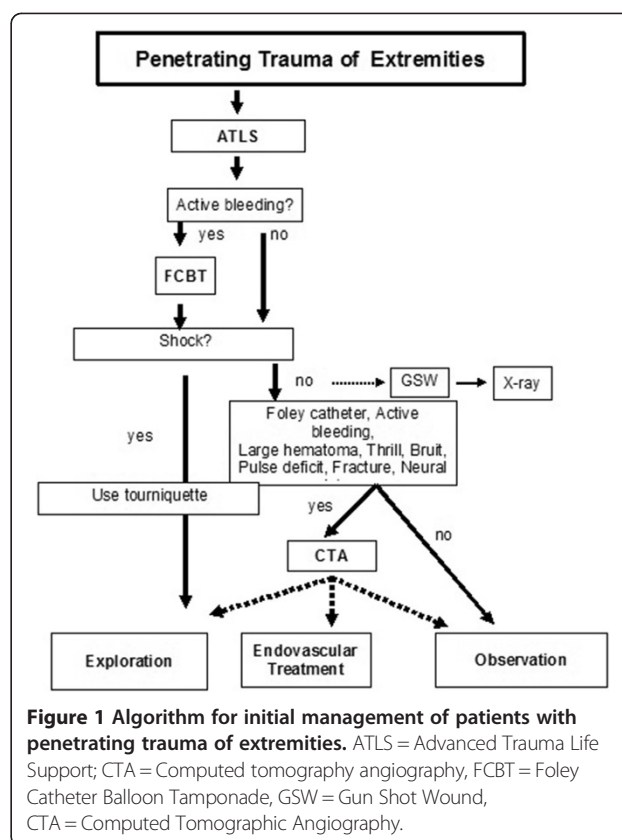 Penetrating Trauma of Extremities
ATLS
Active bleeding?
yes
no
FCBT
Shock?
no
GSW
X-ray
yes
Foley catheter, Active
bleeding,
Large hematoma, Thrill, Bruit,
Pulse deficit, Fracture, Neural
Use tourniquette
yes
no
CTA
Exploration
Endovascular
Treatment
Observation
Figure 1 Algorithm for initial management of patients with
penetrating trauma of extremities. ATLS = Advanced Trauma Life
Support; CTA = Computed tomography angiography, FCBT = Foley
Catheter Balloon Tamponade, GSW = Gun Shot Wound,
CTA = Computed Tomographic Angiography.